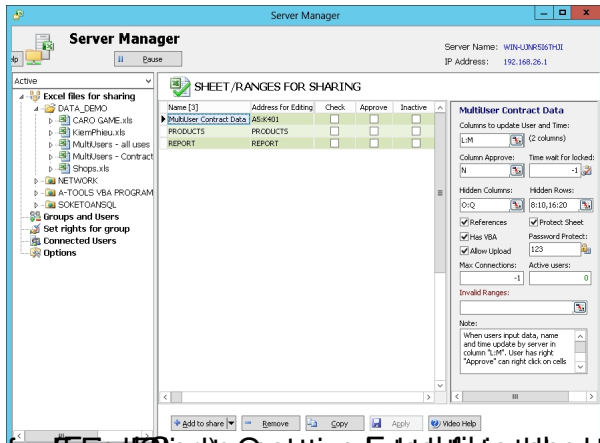 Server Manager
Server Manager
Pause
Server Name: WIN-UJNR5I6THJI
IP Address: 192.168.26.1
Active
Excel files for sharing
DATA_DEMO
CARO GAME.xls
KiemPhieu.xls
MultiUsers - all uses
MultiUsers - Contract
Shops.xls
NETWORK
A-TOOLS VBA PROGRAM
SOKETOANSQL
Groups and Users
Set rights for group
Connected Users
Options
SHEET/RANGES FOR SHARING
Name [3] Address for Editing Check Approve Inactive
MultiUser Contract Data A5:K401
PRODUCTS PRODUCTS
REPORT REPORT
MultiUser Contract Data
Columns to update User and Time:
L:M (2 columns)
Column Approve: Time wait for locked:
N -1
Hidden Columns: Hidden Rows:
O:Q 8:10,16:20
References Protect Sheet
Has VBA Password Protect:
Allow Upload 123
Max Connections: Active users:
-1 0
Invalid Ranges:
Note:
When users input data, name
and time update by server in
column "L:M". User has right
"Approve" can right click on cells
Add to share Remove Copy Apply Video Help